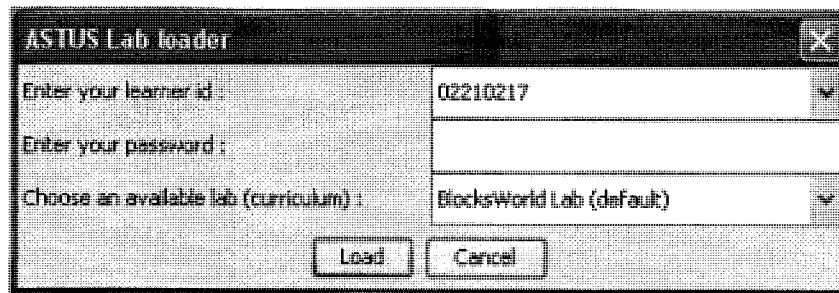 ASTUS Lab loader
Enter your learner id : 02210217
Enter your password :
Choose an available lab (curriculum) : BlocksWorld Lab (default)
Load Cancel